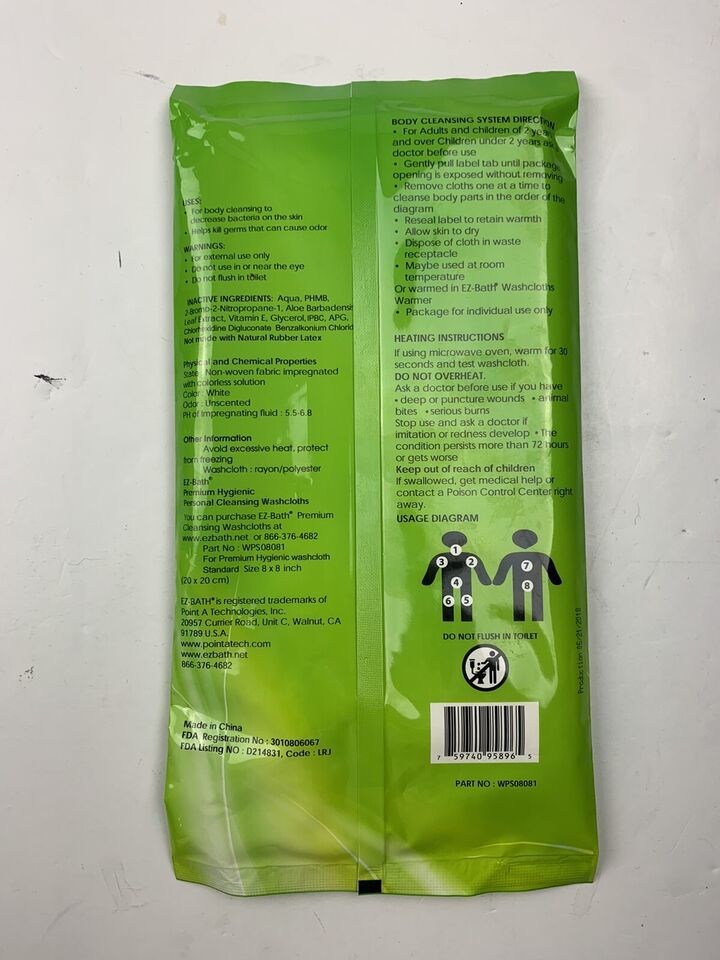 USES:
• For body cleansing to
decrease bacteria on the skin
• Helps kill germs that can cause odor
WARNINGS:
• For external use only
• Do not use in or near the eye
• Do not flush in toilet
INACTIVE INGREDIENTS: Aqua, PHMB,
2-Bromo-2-Nitropropane-1, Aloe Barbadensis
Leaf Extract, Vitamin E, Glycerol, IPBC, APG,
Chlorhexidine Digluconate Benzalkonium Chlorid
Not made with Natural Rubber Latex
Physical and Chemical Properties
State: Non-woven fabric impregnated
with colorless solution
Color: White
Odor: Unscented
PH of Impregnating fluid : 5.5-6.8
Other Information
Avoid excessive heat, protect
from freezing
Washcloth : rayon/polyester
EZ-Bath®
Premium Hygienic
Personal Cleansing Washcloths
You can purchase EZ-Bath® Premium
Cleansing Washcloths at
www.ezbath.net or 866-376-4682
Part No : WPS08081
For Premium Hygienic washcloth
Standard Size 8 x 8 inch
(20 x 20 cm)
EZ-BATH® is registered trademarks of
Point A Technologies, Inc.
20957 Currier Road, Unit C, Walnut, CA
91789 U.S.A.
www.pointatech.com
www.ezbath.net
866-376-4682
Made in China
FDA Registration No : 3010806067
FDA Listing NO : D214831, Code : LRJ
BODY CLEANSING SYSTEM DIRECTION
• For Adults and children of 2 years
and over Children under 2 years ask
doctor before use
• Gently pull label tab until package
opening is exposed without removing
• Remove cloths one at a time to
cleanse body parts in the order of the
diagram
• Reseal label to retain warmth
• Allow skin to dry
• Dispose of cloth in waste
receptacle
• Maybe used at room
temperature
Or warmed in EZ-Bath® Washcloths
Warmer
• Package for individual use only
HEATING INSTRUCTIONS
If using microwave oven, warm for 30
seconds and test washcloth.
DO NOT OVERHEAT.
Ask a doctor before use if you have
• deep or puncture wounds • animal
bites • serious burns
Stop use and ask a doctor if
imitation or redness develop • The
condition persists more than 72 hours
or gets worse
Keep out of reach of children
If swallowed, get medical help or
contact a Poison Control Center right
away.
USAGE DIAGRAM
1
3 2
4
6 5
7
8
DO NOT FLUSH IN TOILET
Production 05/21/2018
7 59740 95896 5
PART NO : WPS08081